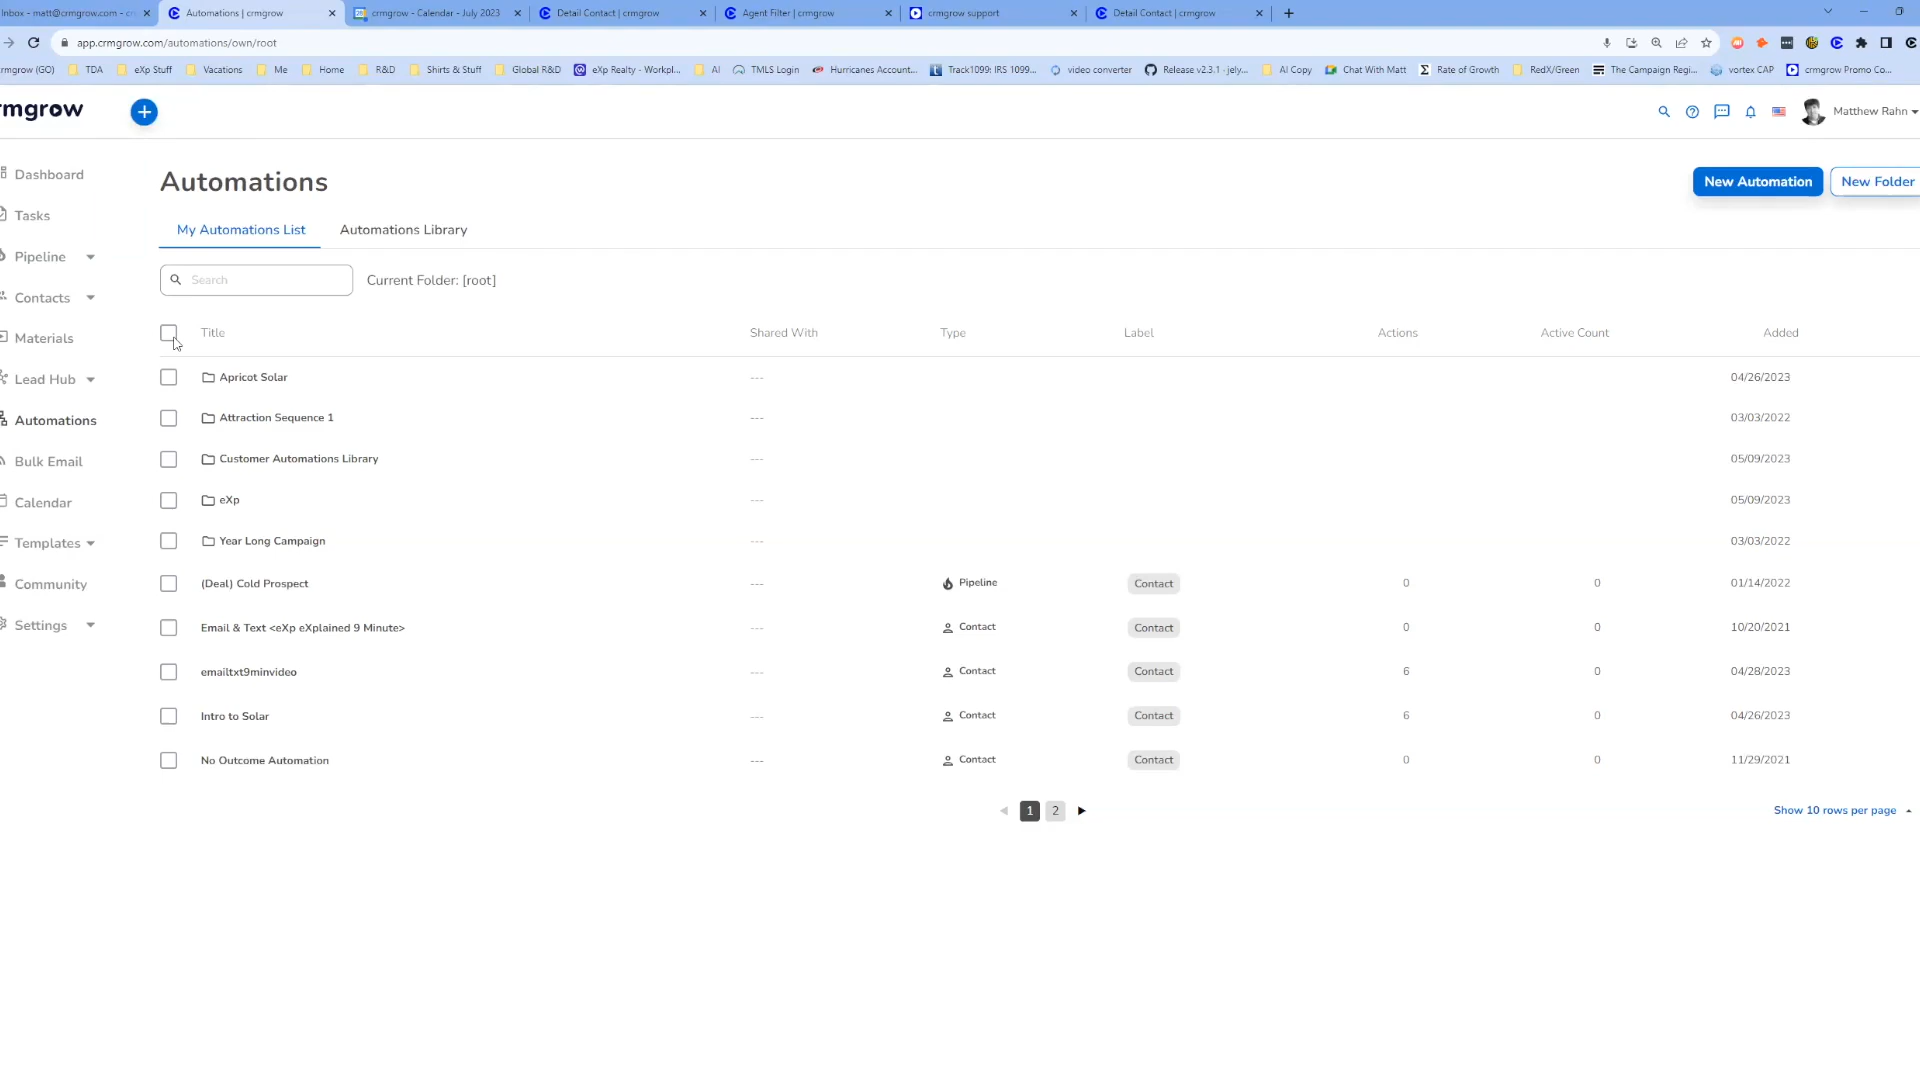 Inbox - matt@crmgrow.com - cr
Automations | crmgrow
crmgrow - Calendar - July 2023
Detail Contact | crmgrow
Agent Filter | crmgrow
crmgrow support
Detail Contact | crmgrow
app.crmgrow.com/automations/own/root
rmgrow (GO)
TDA
eXp Stuff
Vacations
Me
Home
R&D
Shirts & Stuff
Global R&D
eXp Realty - Workpl...
AI
TMLS Login
Hurricanes Account...
Track1099: IRS 1099...
video converter
Release v2.3.1 · jely...
AI Copy
Chat With Matt
Rate of Growth
RedX/Green
The Campaign Regi...
vortex CAP
crmgrow Promo Co...
rmgrow
Matthew Rahn
Dashboard
Tasks
Pipeline
Contacts
Materials
Lead Hub
Automations
Bulk Email
Calendar
Templates
Community
Settings
Automations
New Automation
New Folder
My Automations List
Automations Library
Search
Current Folder: [root]
Title Shared With Type Label Actions Active Count Added
Apricot Solar --- 04/26/2023
Attraction Sequence 1 --- 03/03/2022
Customer Automations Library --- 05/09/2023
eXp --- 05/09/2023
Year Long Campaign --- 03/03/2022
(Deal) Cold Prospect --- Pipeline Contact 0 0 01/14/2022
Email & Text <eXp eXplained 9 Minute> --- Contact Contact 0 0 10/20/2021
emailtxt9minvideo --- Contact Contact 6 0 04/28/2023
Intro to Solar --- Contact Contact 6 0 04/26/2023
No Outcome Automation --- Contact Contact 0 0 11/29/2021
1 2
Show 10 rows per page